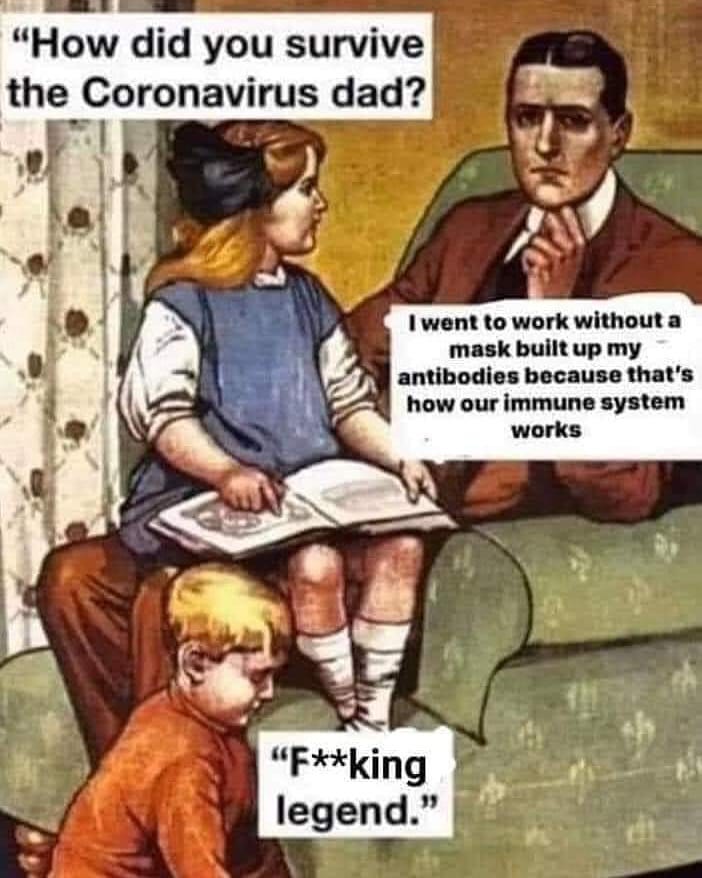 “How did you survive
the Coronavirus dad?
I went to work without a
mask built up my
antibodies because that's
how our immune system
works
“F**king
legend.”